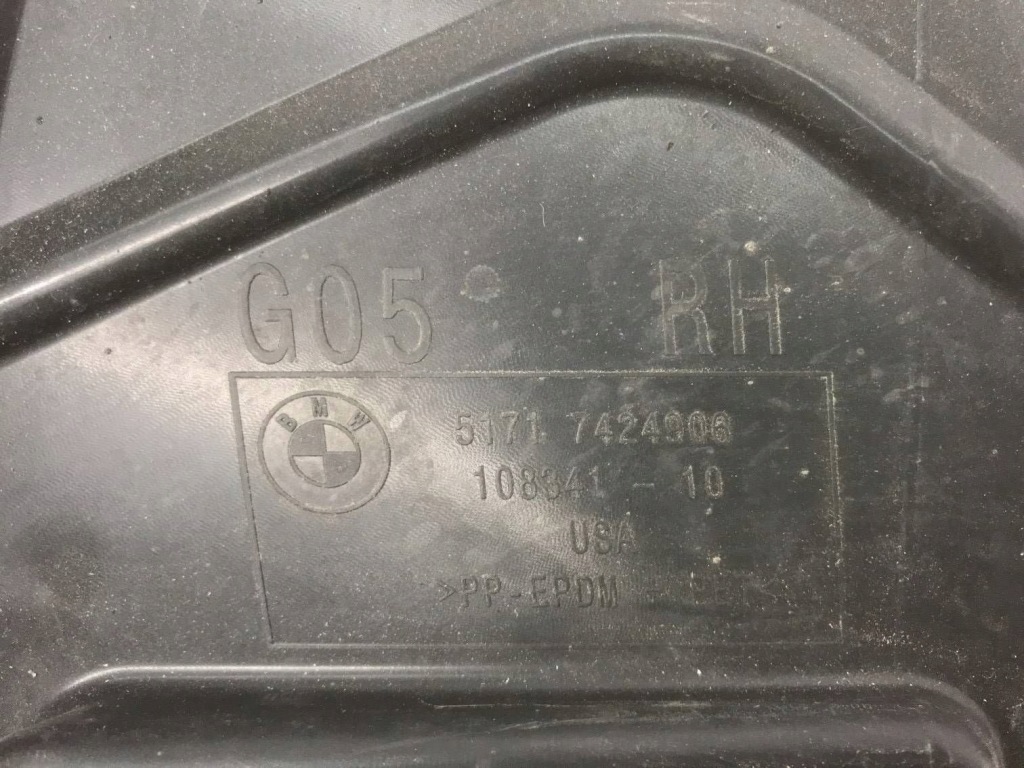 G05 RH
BMW
5171 7424906
108341 - 10
USA
>PP-EPDM